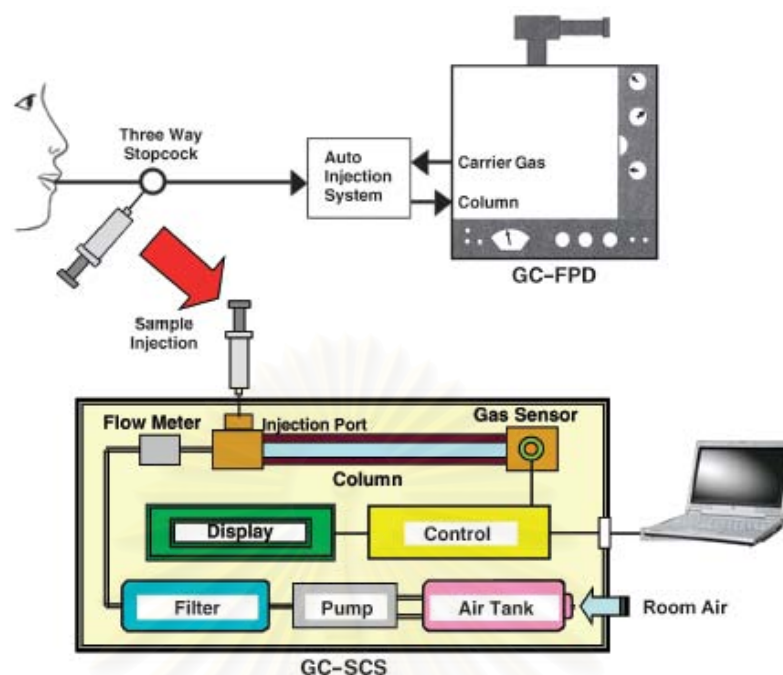 Three Way
Stopcock
Auto
Injection
System
Carrier Gas
Column
GC-FPD
Sample
Injection
Flow Meter
Injection Port
Gas Sensor
Column
Display
Control
Filter
Pump
Air Tank
Room Air
GC-SCS